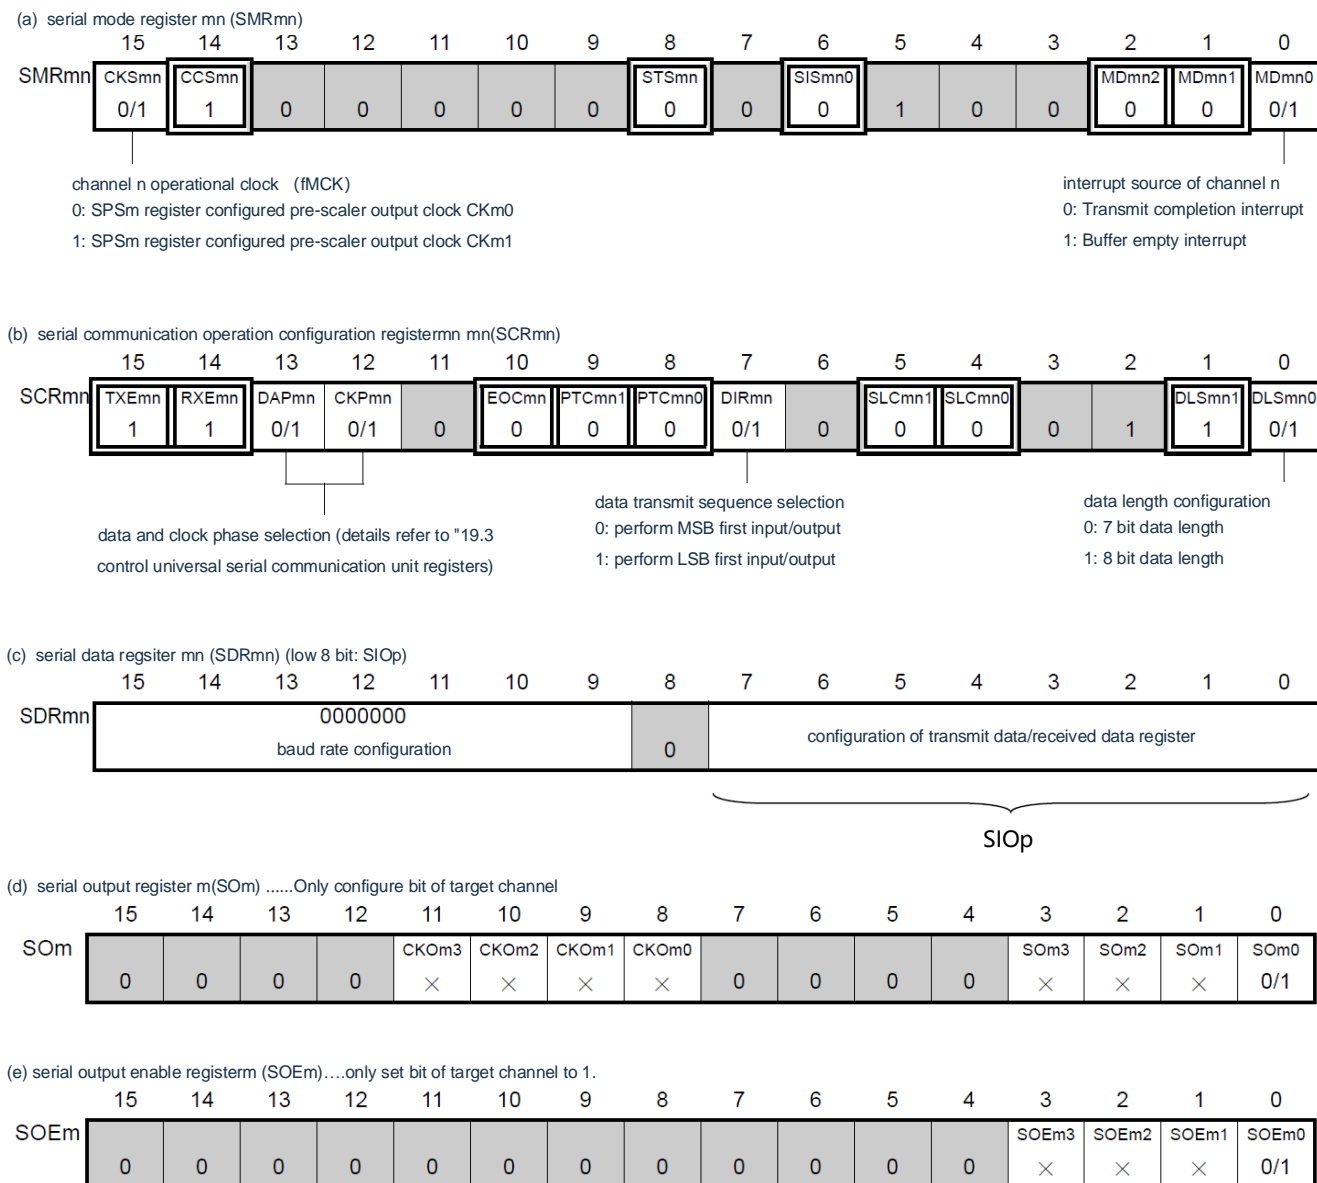 (a) serial mode register mn (SMRmn)
15 14 13 12 11 10 9 8 7 6 5 4 3 2 1 0
SMRmn CKSmn CCSmn STSmn SISmn0 MDmn2 MDmn1 MDmn0
0/1 1 0 0 0 0 0 0 0 0 1 0 0 0 0 0/1
channel n operational clock (fMCK)
0: SPSm register configured pre-scaler output clock CKm0
1: SPSm register configured pre-scaler output clock CKm1
interrupt source of channel n
0: Transmit completion interrupt
1: Buffer empty interrupt
(b) serial communication operation configuration registermn mn(SCRmn)
15 14 13 12 11 10 9 8 7 6 5 4 3 2 1 0
SCRmn TXEmn RXEmn DAPmn CKPmn EOCmn PTCmn1 PTCmn0 DIRmn SLCmn1 SLCmn0 DLSmn1 DLSmn0
1 1 0/1 0/1 0 0 0 0 0/1 0 0 0 0 1 1 0/1
data and clock phase selection (details refer to "19.3
control universal serial communication unit registers)
data transmit sequence selection
0: perform MSB first input/output
1: perform LSB first input/output
data length configuration
0: 7 bit data length
1: 8 bit data length
(c) serial data regsiter mn (SDRmn) (low 8 bit: SIOp)
15 14 13 12 11 10 9 8 7 6 5 4 3 2 1 0
SDRmn 0000000
baud rate configuration 0 configuration of transmit data/received data register
SIOp
(d) serial output register m(SOm) ......Only configure bit of target channel
15 14 13 12 11 10 9 8 7 6 5 4 3 2 1 0
SOm CKOm3 CKOm2 CKOm1 CKOm0 SOm3 SOm2 SOm1 SOm0
0 0 0 0 × × × × 0 0 0 0 × × × 0/1
(e) serial output enable registerm (SOEm)....only set bit of target channel to 1.
15 14 13 12 11 10 9 8 7 6 5 4 3 2 1 0
SOEm SOEm3 SOEm2 SOEm1 SOEm0
0 0 0 0 0 0 0 0 0 0 0 0 × × × 0/1